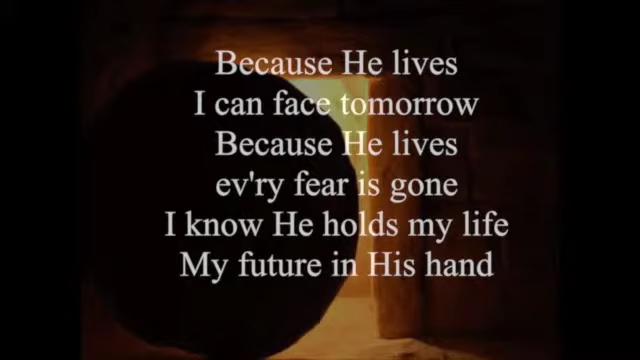 Because He lives
I can face tomorrow
Because He lives
ev'ry fear is gone
I know He holds my life
My future in His hand